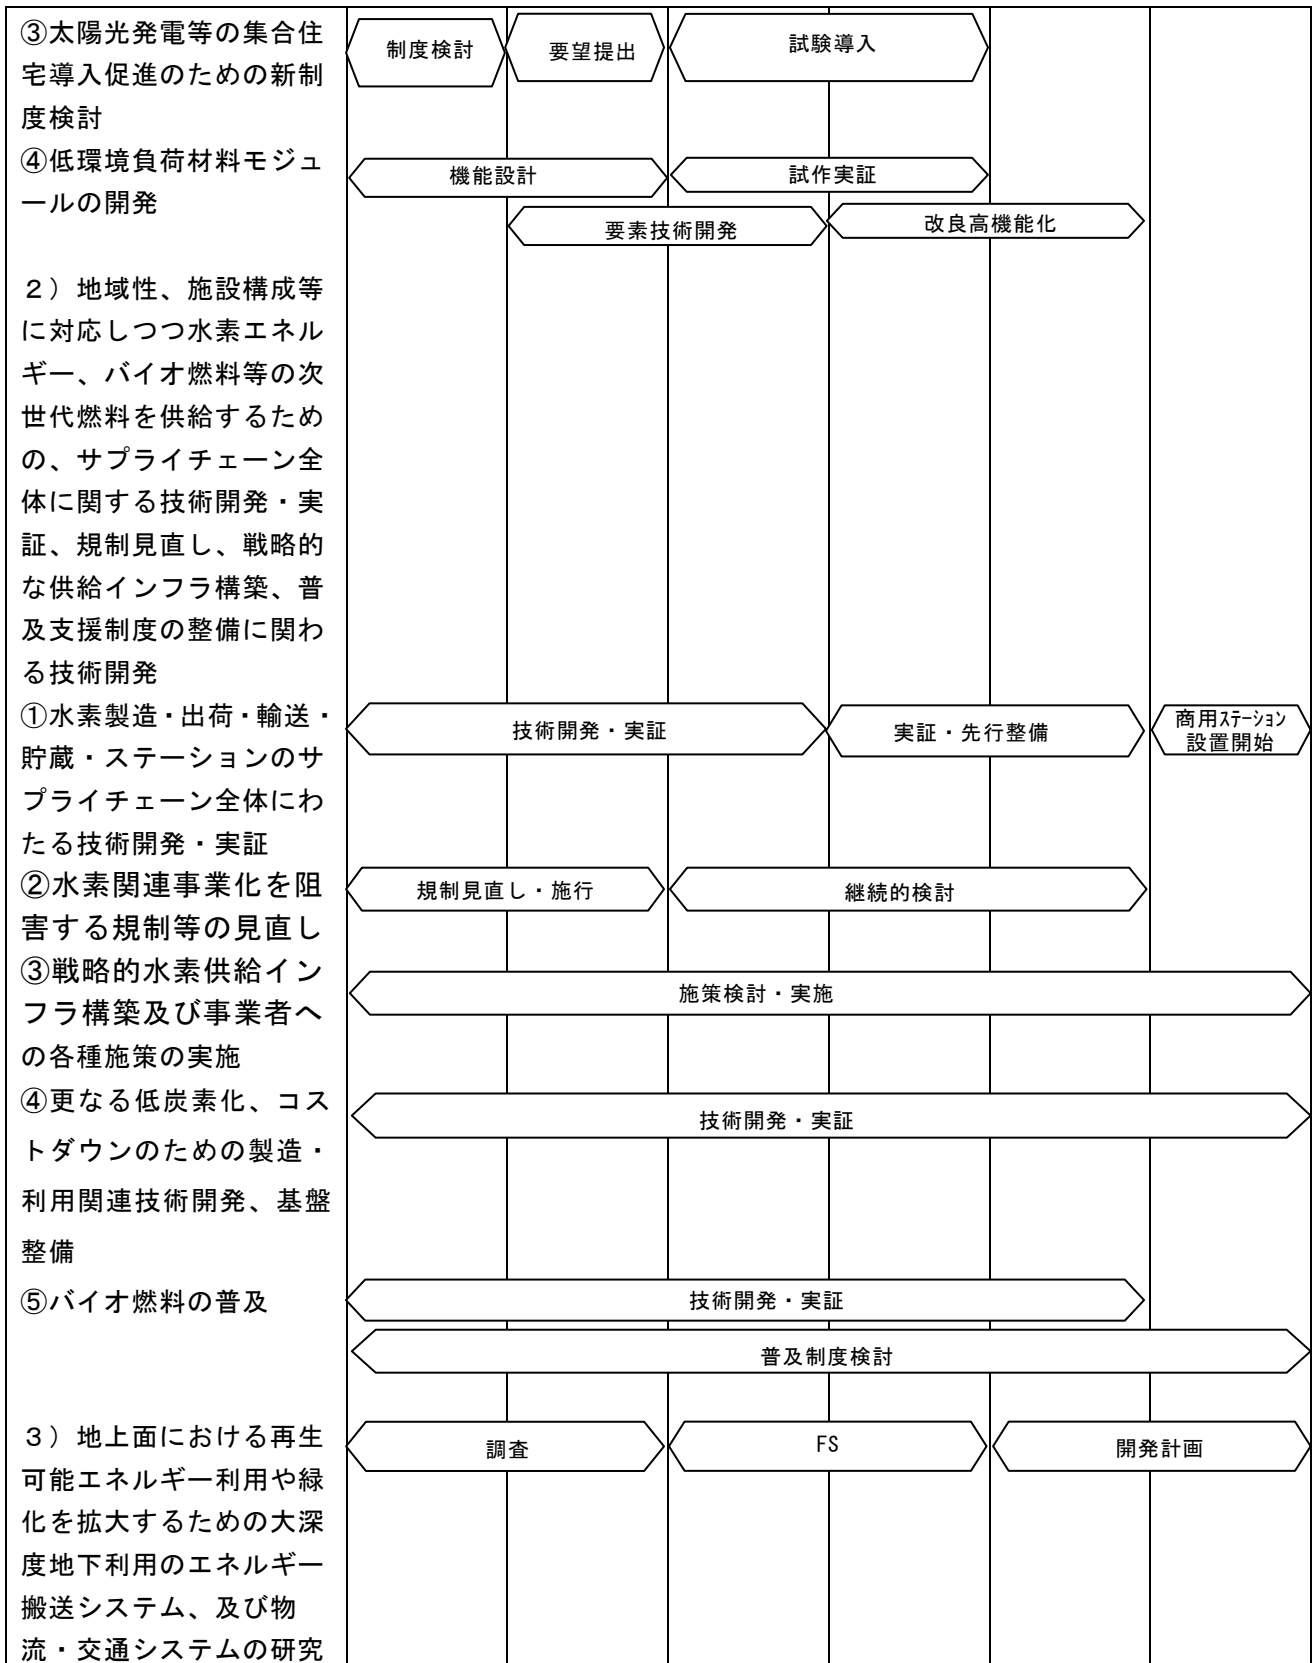 ③太陽光発電等の集合住
宅導入促進のための新制
度検討
制度検討
要望提出
試験導入
④低環境負荷材料モジュ
ールの開発
機能設計
試作実証
要素技術開発
改良高機能化
２）地域性、施設構成等
に対応しつつ水素エネル
ギー、バイオ燃料等の次
世代燃料を供給するため
の、サプライチェーン全
体に関する技術開発・実
証、規制見直し、戦略的
な供給インフラ構築、普
及支援制度の整備に関わ
る技術開発
①水素製造・出荷・輸送・
貯蔵・ステーションのサ
プライチェーン全体にわ
たる技術開発・実証
技術開発・実証
実証・先行整備
商用ｽﾃｰｼｮﾝ
設置開始
②水素関連事業化を阻
害する規制等の見直し
規制見直し・施行
継続的検討
③戦略的水素供給イン
フラ構築及び事業者へ
の各種施策の実施
施策検討・実施
④更なる低炭素化、コス
トダウンのための製造・
利用関連技術開発、基盤
整備
技術開発・実証
⑤バイオ燃料の普及
技術開発・実証
普及制度検討
３）地上面における再生
可能エネルギー利用や緑
化を拡大するための大深
度地下利用のエネルギー
搬送システム、及び物
流・交通システムの研究
調査
FS
開発計画